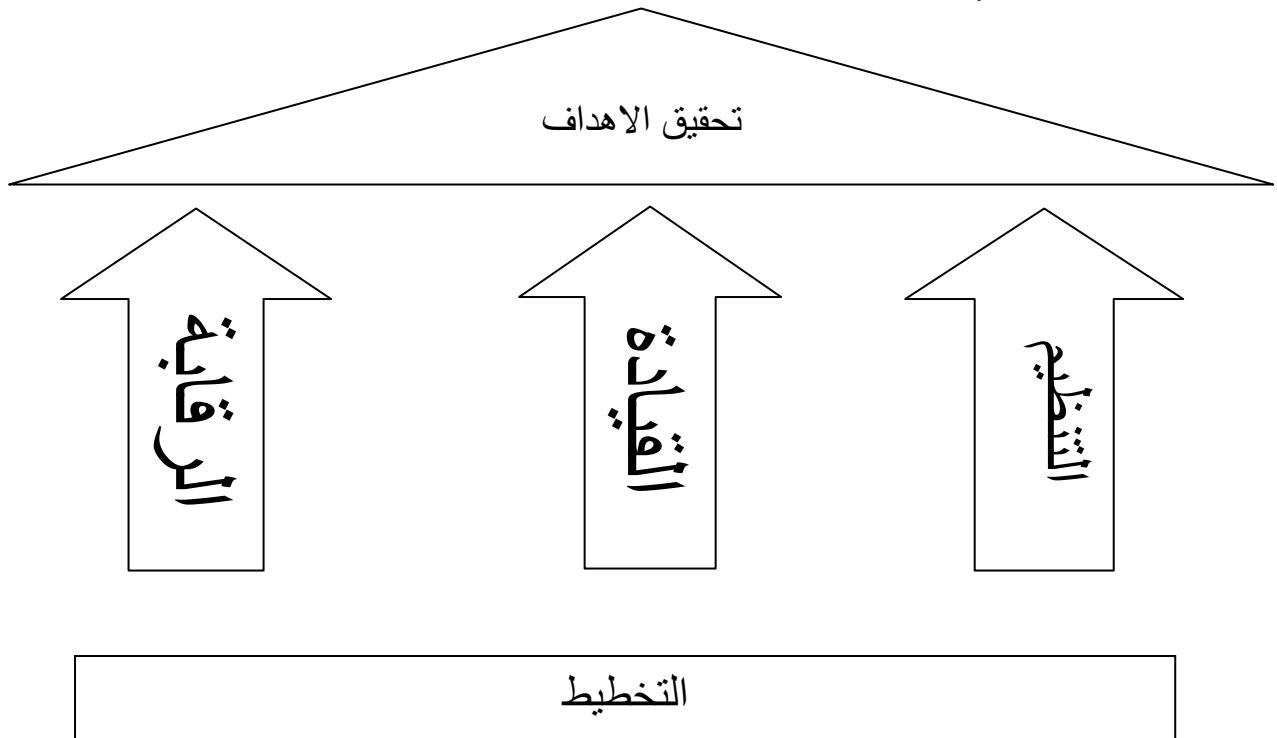 تحقيق الاهداف
التنظيم
القيادة
الرقابة
التخطيط